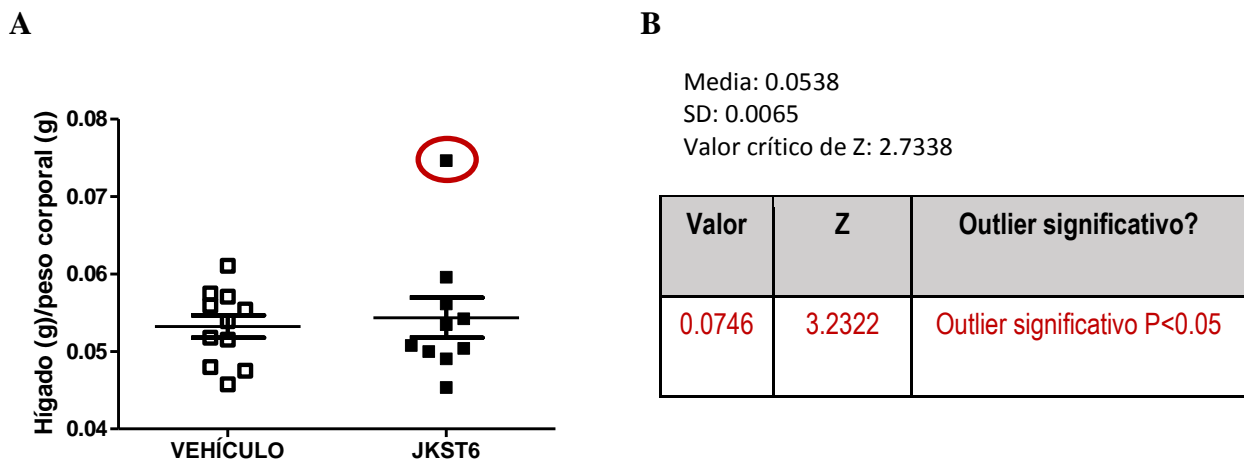 A
Hígado (g)/peso corporal (g)
0.08
0.07
0.06
0.05
0.04
VEHÍCULO
JKST6
B
Media: 0.0538
SD: 0.0065
Valor crítico de Z: 2.7338
Valor Z Outlier significativo?
0.0746 3.2322 Outlier significativo P<0.05